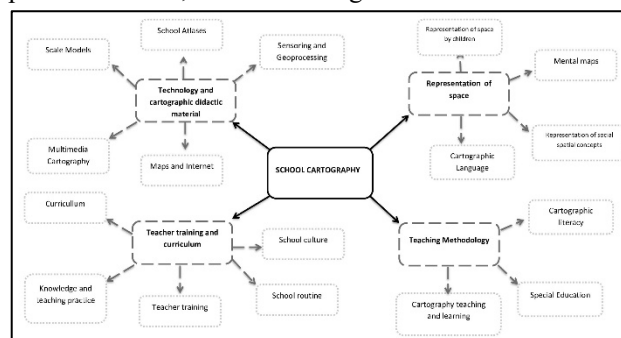 School Atlases
Representation of space
by children
Scale Models
Sensoring and
Geoprocessing
Mental maps
Technology and
cartographic didactic
material
Representation of
space
Multimedia
Cartography
Maps and Internet
Cartographic
Language
Representation of social
spatial concepts
SCHOOL CARTOGRAPHY
Curriculum
Cartographic
literacy
Teacher training and
curriculum
School culture
Teaching Methodology
Knowledge and
teaching practice
Teacher training
School routine
Cartography teaching
and learning
Special Education